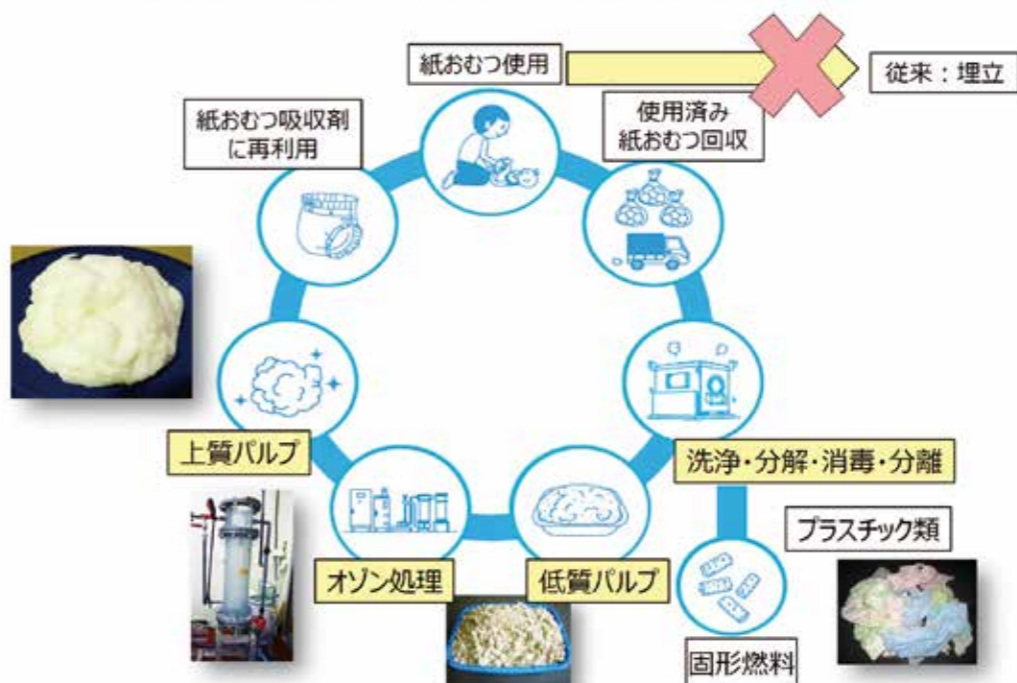 紙おむつ使用
従来：埋立
使用済み
紙おむつ回収
紙おむつ吸収剤
に再利用
上質パルプ
洗浄・分解・消毒・分離
プラスチック類
オゾン処理
低質パルプ
固形燃料